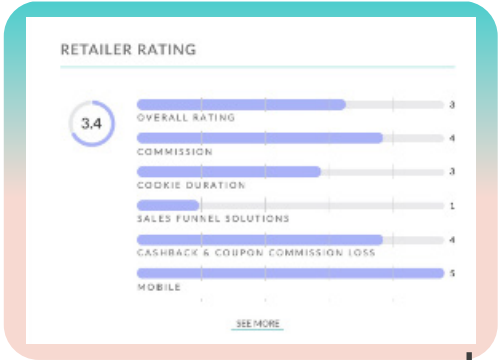 RETAILER RATING
3.4
3
OVERALL RATING
4
COMMISSION
3
COOKIE DURATION
1
SALES FUNNEL SOLUTIONS
4
CASHBACK & COUPON COMMISSION LOSS
5
MOBILE
SEE MORE